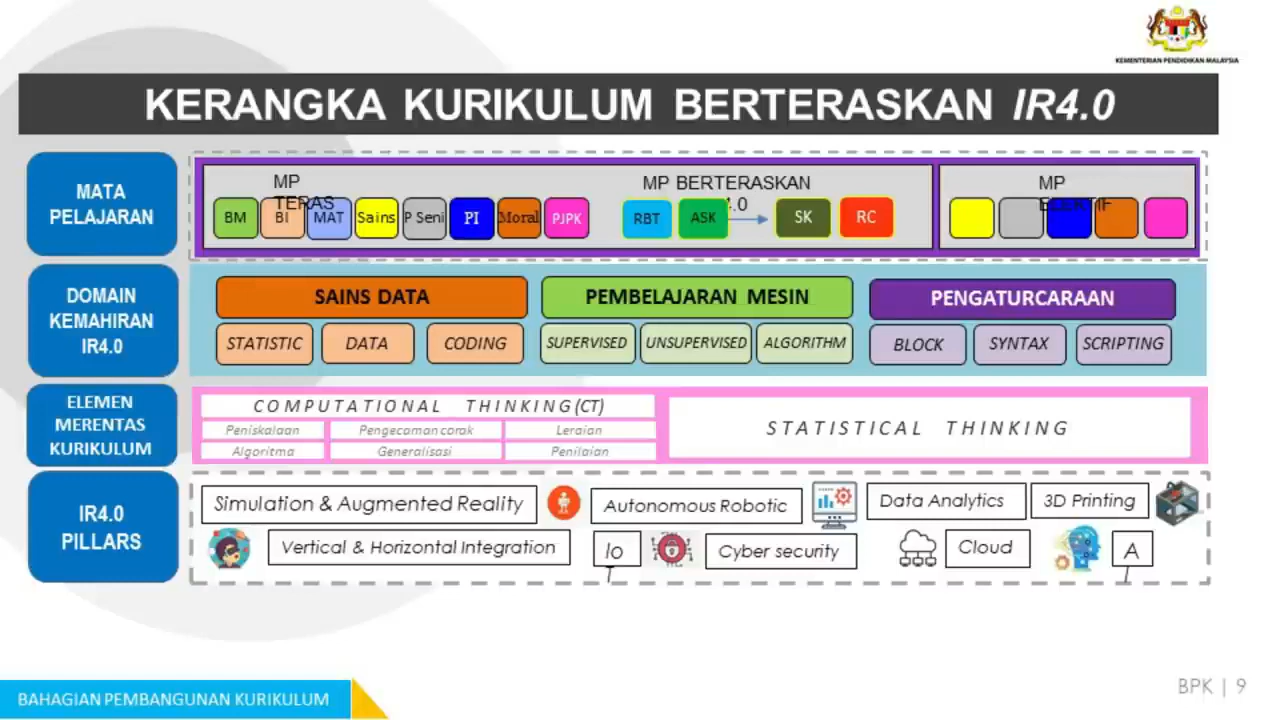 KEMENTERIAN PENDIDIKAN MALAYSIA
KERANGKA KURIKULUM BERTERASKAN IR4.0
MATA
PELAJARAN
MP
TERAS
BM BI MAT Sains P Seni PI Moral PJPK
MP BERTERASKAN
4.0
RBT ASK SK RC
MP
ELEKTIF
DOMAIN
KEMAHIRAN
IR4.0
SAINS DATA
STATISTIC DATA CODING
PEMBELAJARAN MESIN
SUPERVISED UNSUPERVISED ALGORITHM
PENGATURCARAAN
BLOCK SYNTAX SCRIPTING
ELEMEN
MERENTAS
KURIKULUM
COMPUTATIONAL THINKING (CT)
Peniskalaan Pengecaman corak Leraian
Algoritma Generalisasi Penilaian
STATISTICAL THINKING
IR4.0
PILLARS
Simulation & Augmented Reality Autonomous Robotic Data Analytics 3D Printing
Vertical & Horizontal Integration Io
T Cyber security Cloud A
I
BAHAGIAN PEMBANGUNAN KURIKULUM
BPK | 9